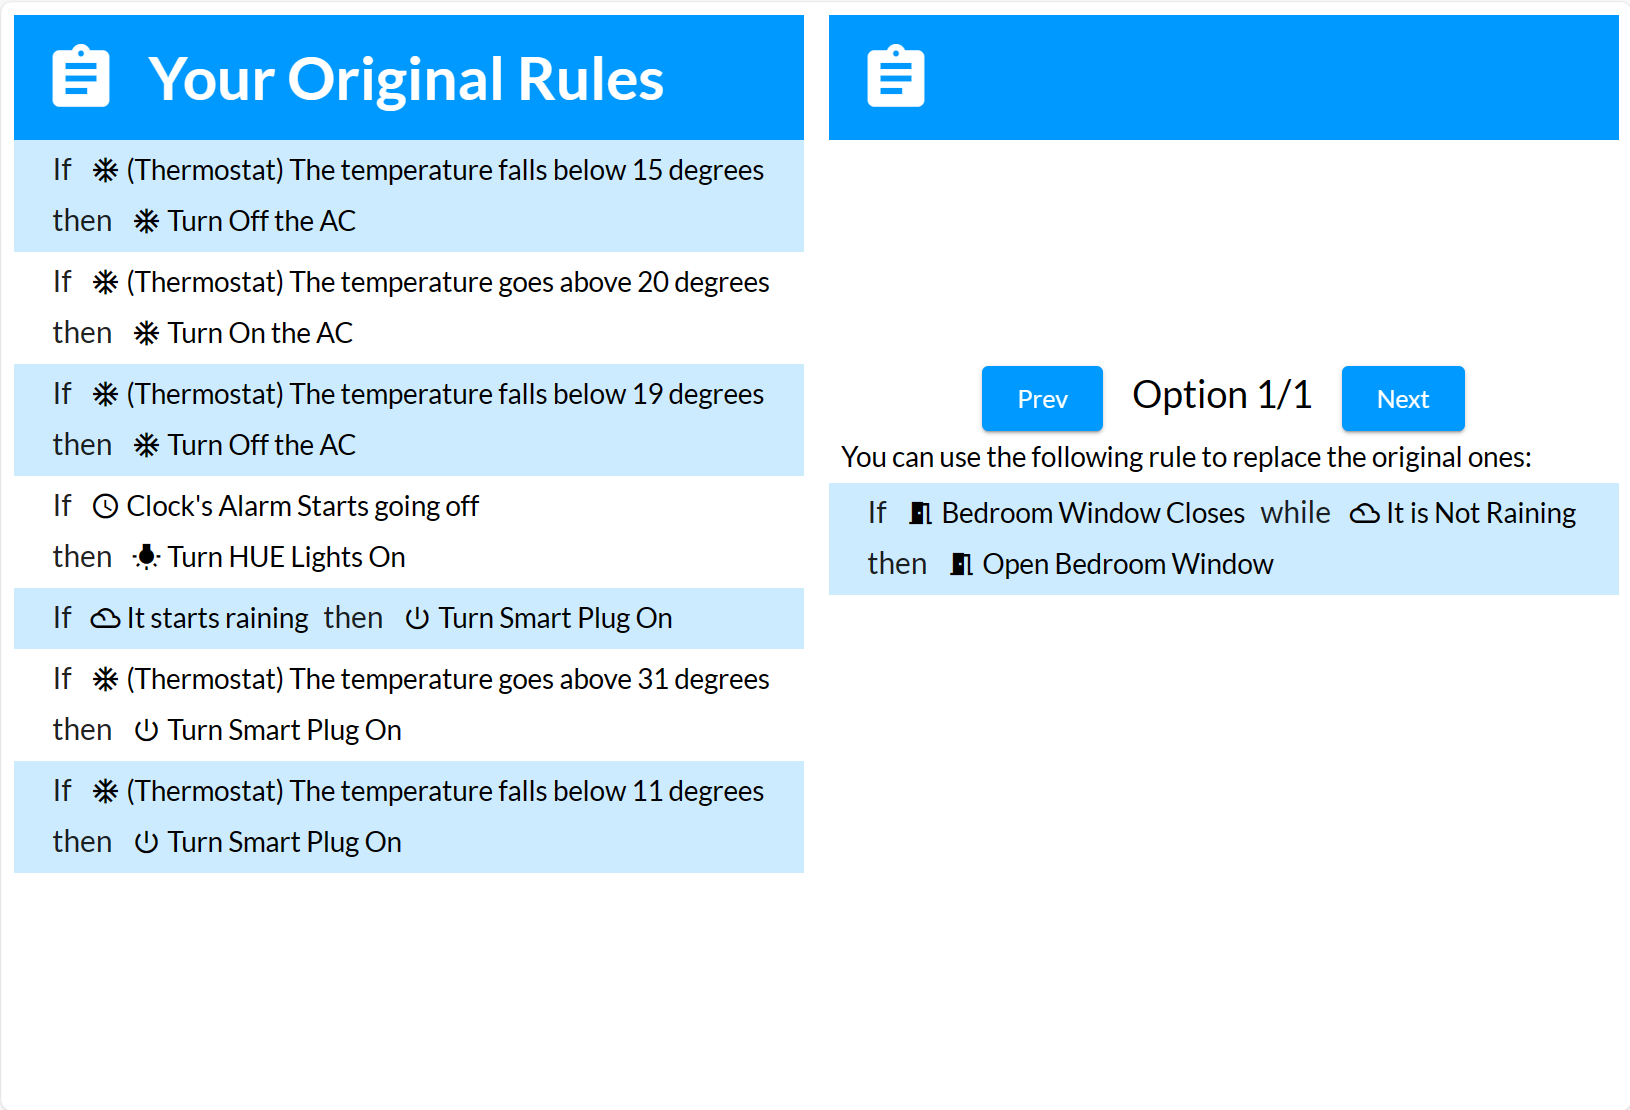 Your Original Rules
If (Thermostat) The temperature falls below 15 degrees
then Turn Off the AC
If (Thermostat) The temperature goes above 20 degrees
then Turn On the AC
If (Thermostat) The temperature falls below 19 degrees
then Turn Off the AC
If Clock's Alarm Starts going off
then Turn HUE Lights On
If It starts raining then Turn Smart Plug On
If (Thermostat) The temperature goes above 31 degrees
then Turn Smart Plug On
If (Thermostat) The temperature falls below 11 degrees
then Turn Smart Plug On
Prev Option 1/1 Next
You can use the following rule to replace the original ones:
If Bedroom Window Closes while It is Not Raining
then Open Bedroom Window